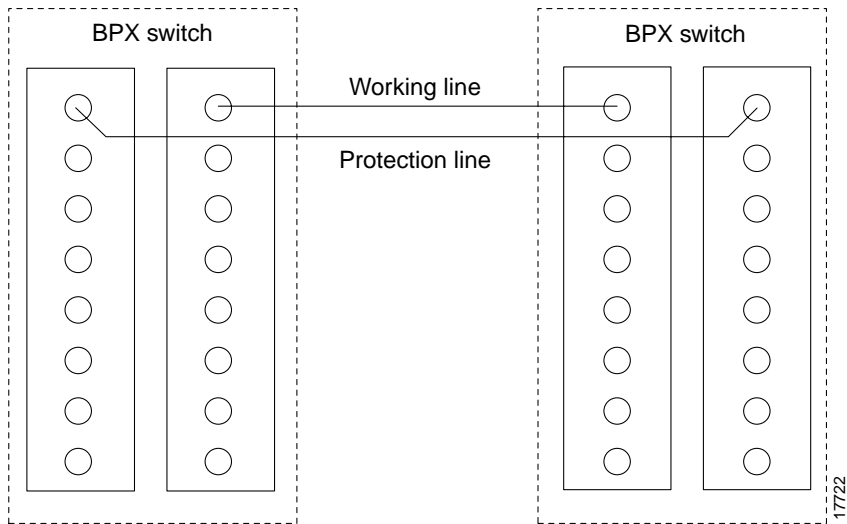 BPX switch
BPX switch
Working line
Protection line
17722